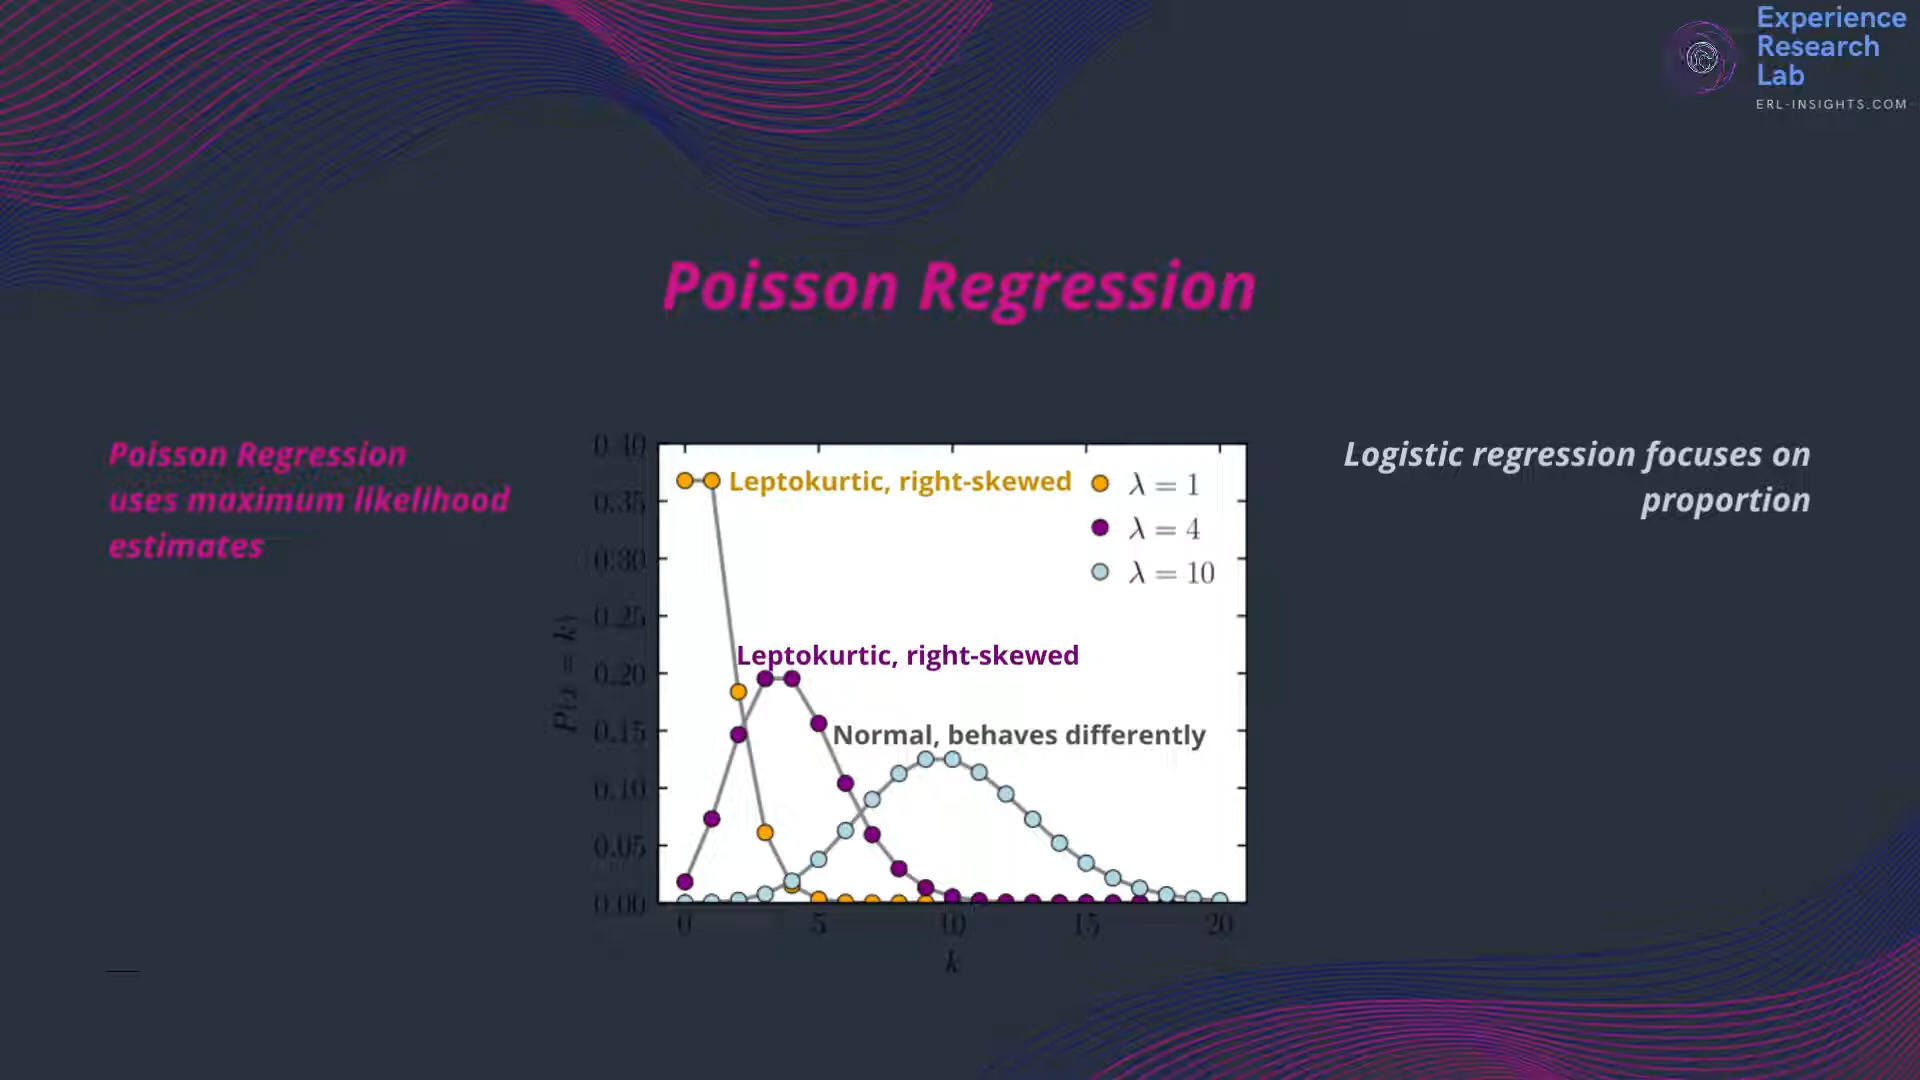 Experience
Research
Lab
ERL-INSIGHTS.COM
Poisson Regression
Poisson Regression
uses maximum likelihood
estimates
Logistic regression focuses on
proportion
0.40
0.35
0.30
0.25
0.20
0.15
0.10
0.05
0.00
P(x = k)
Leptokurtic, right-skewed
λ = 1
λ = 4
λ = 10
Leptokurtic, right-skewed
Normal, behaves differently
0 5 10 15 20
k